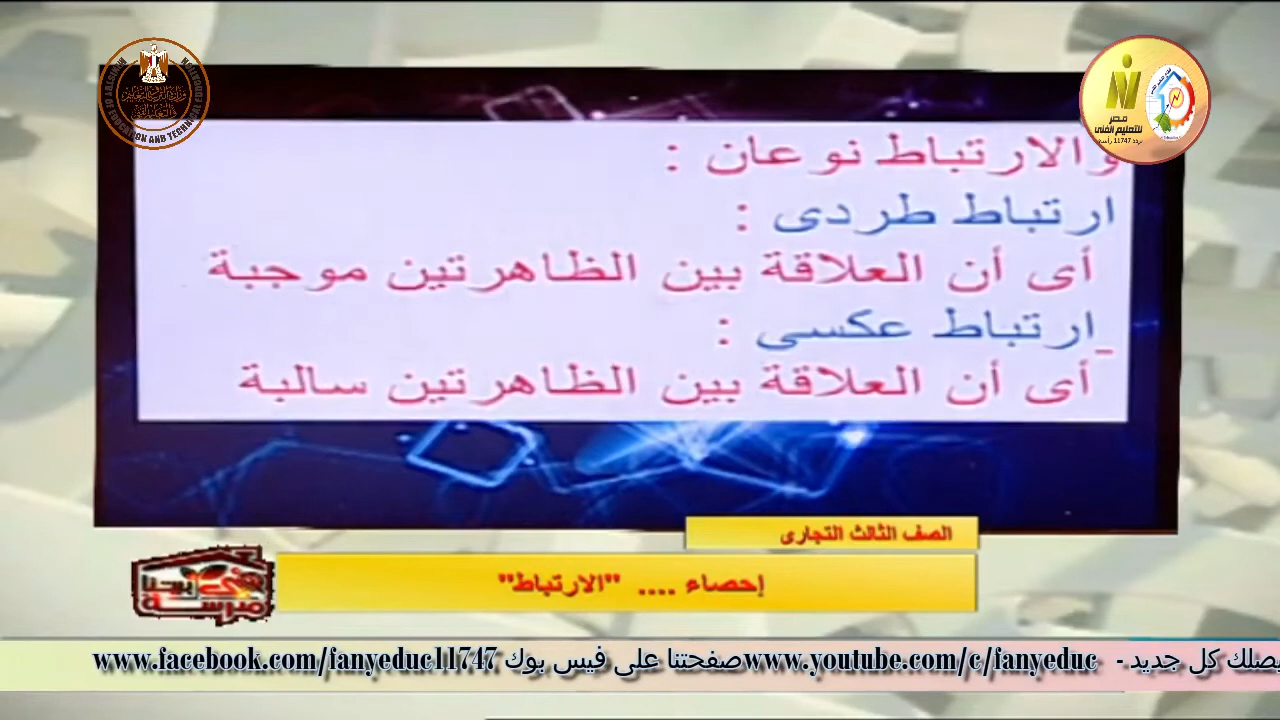 والارتباط نوعان :
ارتباط طردى :
أى أن العلاقة بين الظاهرتين موجبة
ارتباط عكسي :
أى أن العلاقة بين الظاهرتين سالبة
مصر
للتعليم الفنى
الصف الثالث التجارى
إحصاء .... "الارتباط"
مدرسة
يصلك كل جديد - www.youtube.com/c/fanyeduc صفحتنا على فيس بوك www.facebook.com/fanyeduc11747